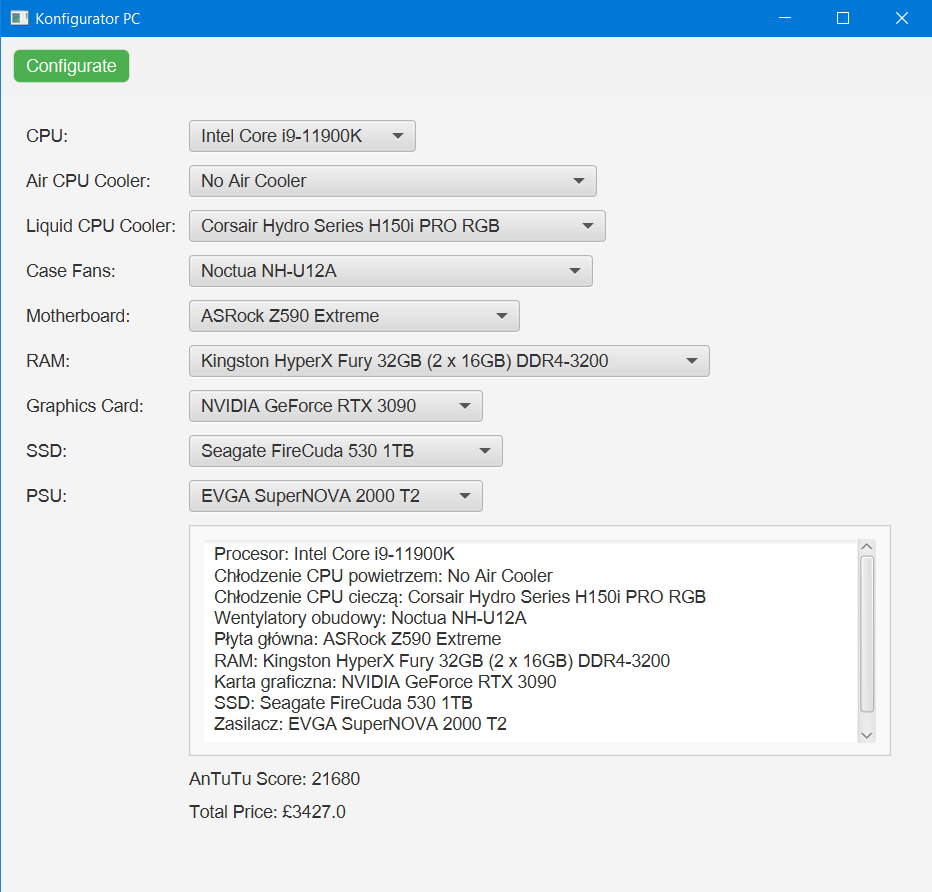 Konfigurator PC
Configurate
CPU: Intel Core i9-11900K
Air CPU Cooler: No Air Cooler
Liquid CPU Cooler: Corsair Hydro Series H150i PRO RGB
Case Fans: Noctua NH-U12A
Motherboard: ASRock Z590 Extreme
RAM: Kingston HyperX Fury 32GB (2 x 16GB) DDR4-3200
Graphics Card: NVIDIA GeForce RTX 3090
SSD: Seagate FireCuda 530 1TB
PSU: EVGA SuperNOVA 2000 T2
Procesor: Intel Core i9-11900K
Chłodzenie CPU powietrzem: No Air Cooler
Chłodzenie CPU cieczą: Corsair Hydro Series H150i PRO RGB
Wentylatory obudowy: Noctua NH-U12A
Płyta główna: ASRock Z590 Extreme
RAM: Kingston HyperX Fury 32GB (2 x 16GB) DDR4-3200
Karta graficzna: NVIDIA GeForce RTX 3090
SSD: Seagate FireCuda 530 1TB
Zasilacz: EVGA SuperNOVA 2000 T2
AnTuTu Score: 21680
Total Price: £3427.0